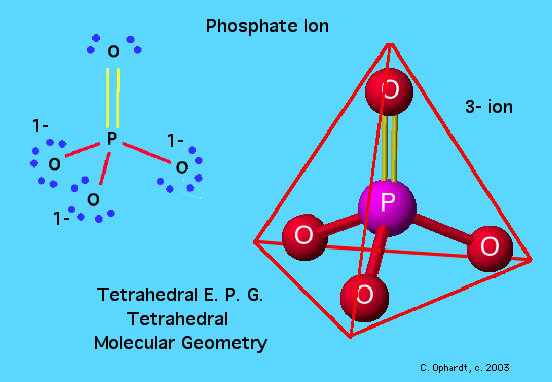 Phosphate Ion
O
P
1-
O
1-
O
1-
O
O
3- ion
P
O
O
O
Tetrahedral E. P. G.
Tetrahedral
Molecular Geometry
C. Ophardt, c. 2003